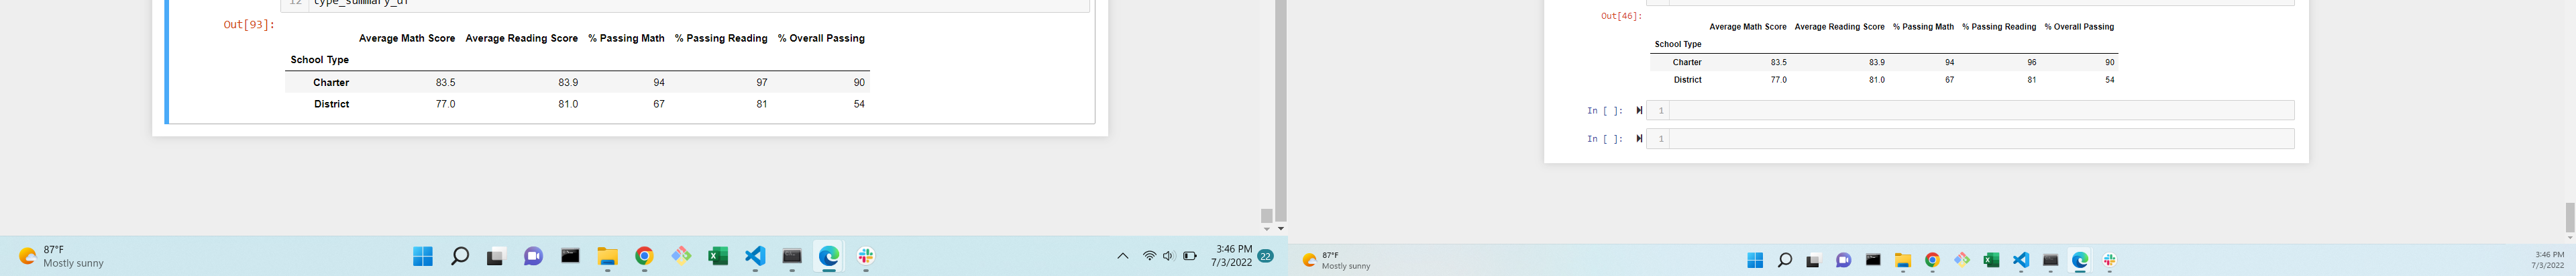 12 type_summary_df
Out[93]:
Average Math Score Average Reading Score % Passing Math % Passing Reading % Overall Passing
School Type
Charter 83.5 83.9 94 97 90
District 77.0 81.0 67 81 54
87°F
Mostly sunny
3:46 PM
7/3/2022
22
Out[46]:
Average Math Score Average Reading Score % Passing Math % Passing Reading % Overall Passing
School Type
Charter 83.5 83.9 94 96 90
District 77.0 81.0 67 81 54
In [ ]: 1
In [ ]: 1
87°F
Mostly sunny
3:46 PM
7/3/2022